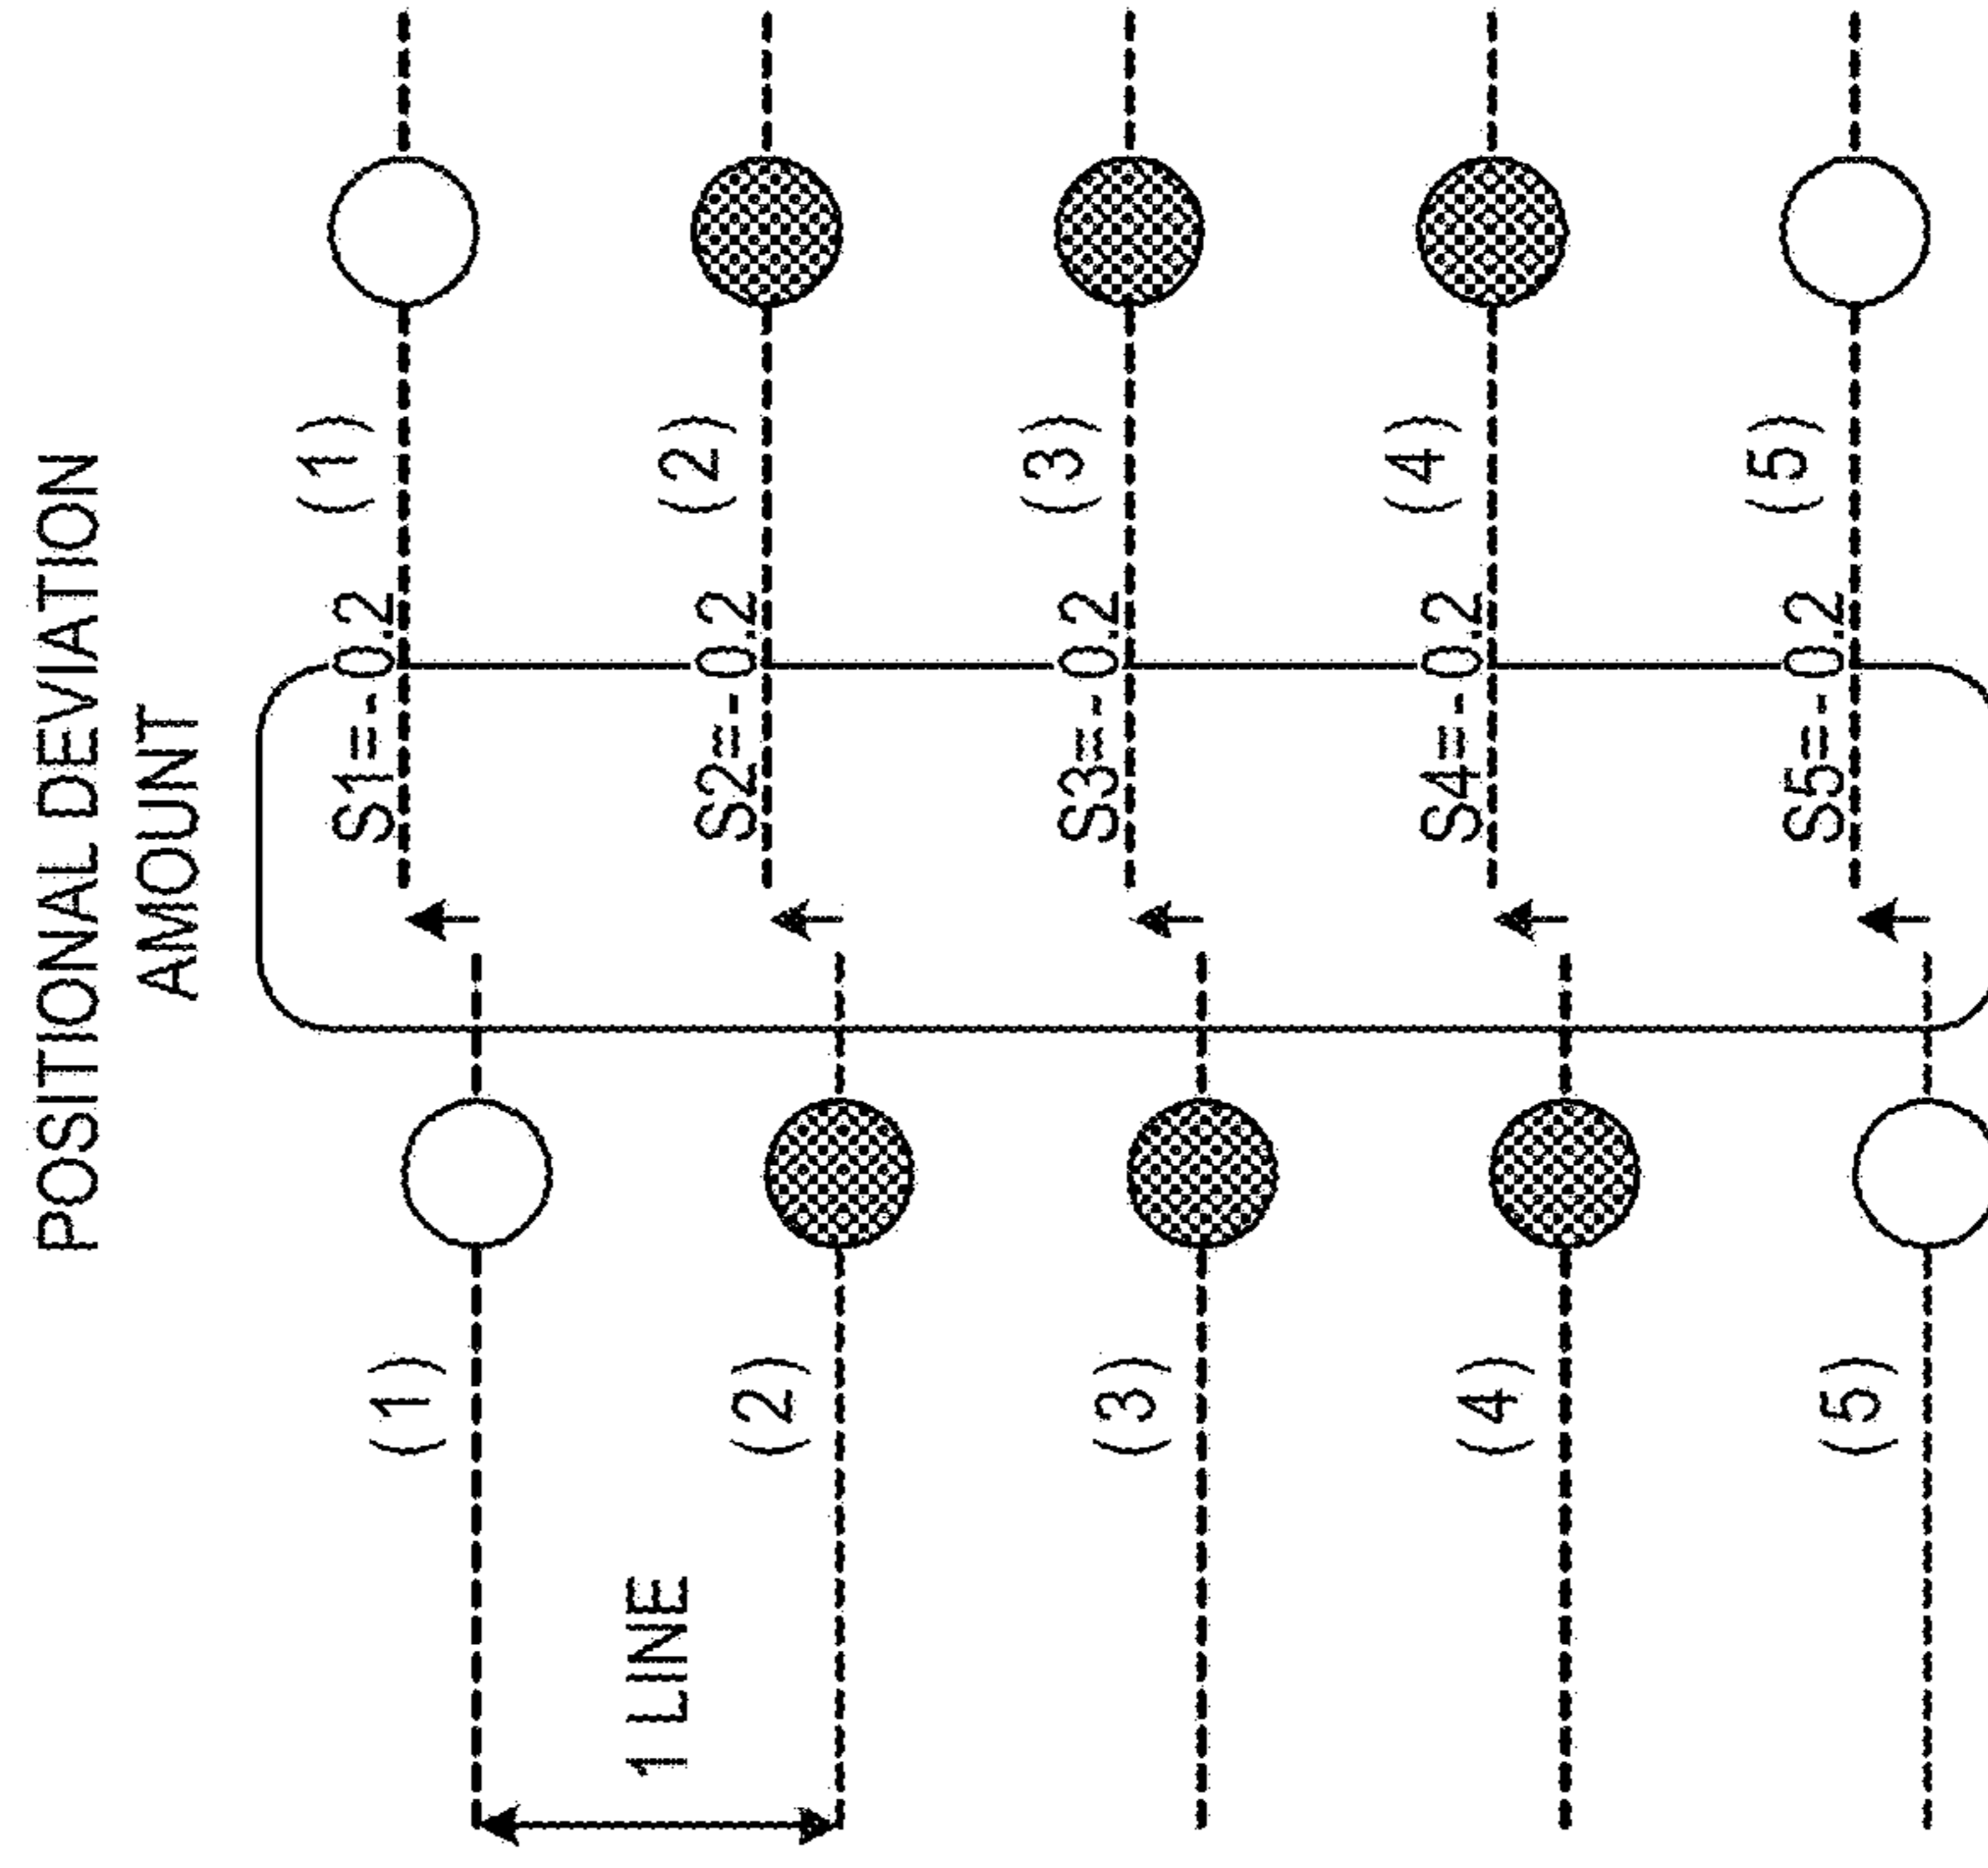 POSITIONAL DEVIATION
AMOUNT
(1)
S1=-0.2
(1)
1 LINE
(2)
S2=-0.2
(2)
(3)
S3=-0.2
(3)
(4)
S4=-0.2
(4)
(5)
S5=-0.2
(5)